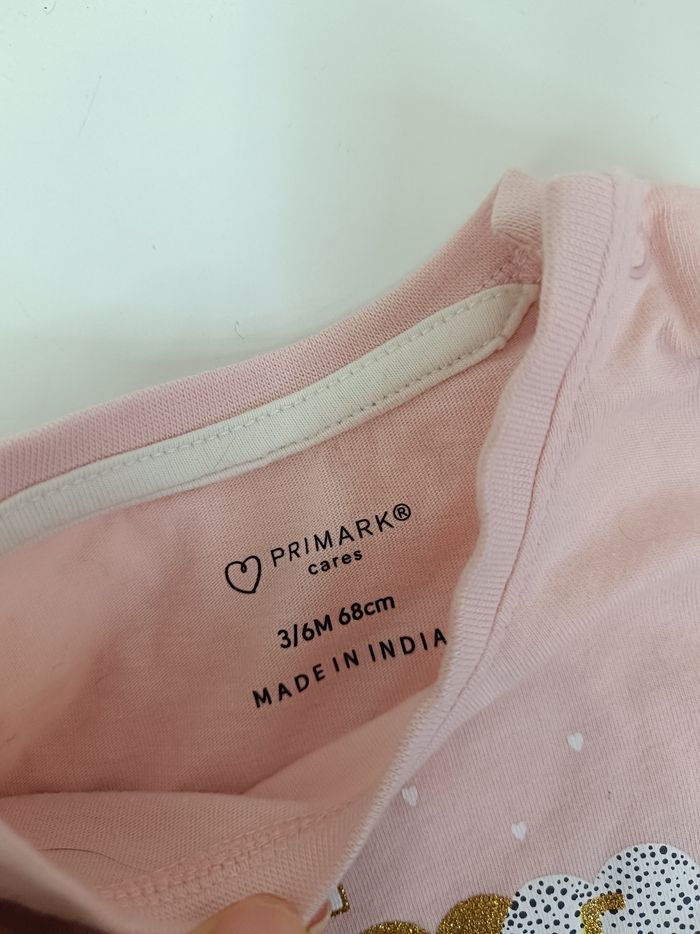 PRIMARK®
cares
3/6M 68cm
MADE IN INDIA